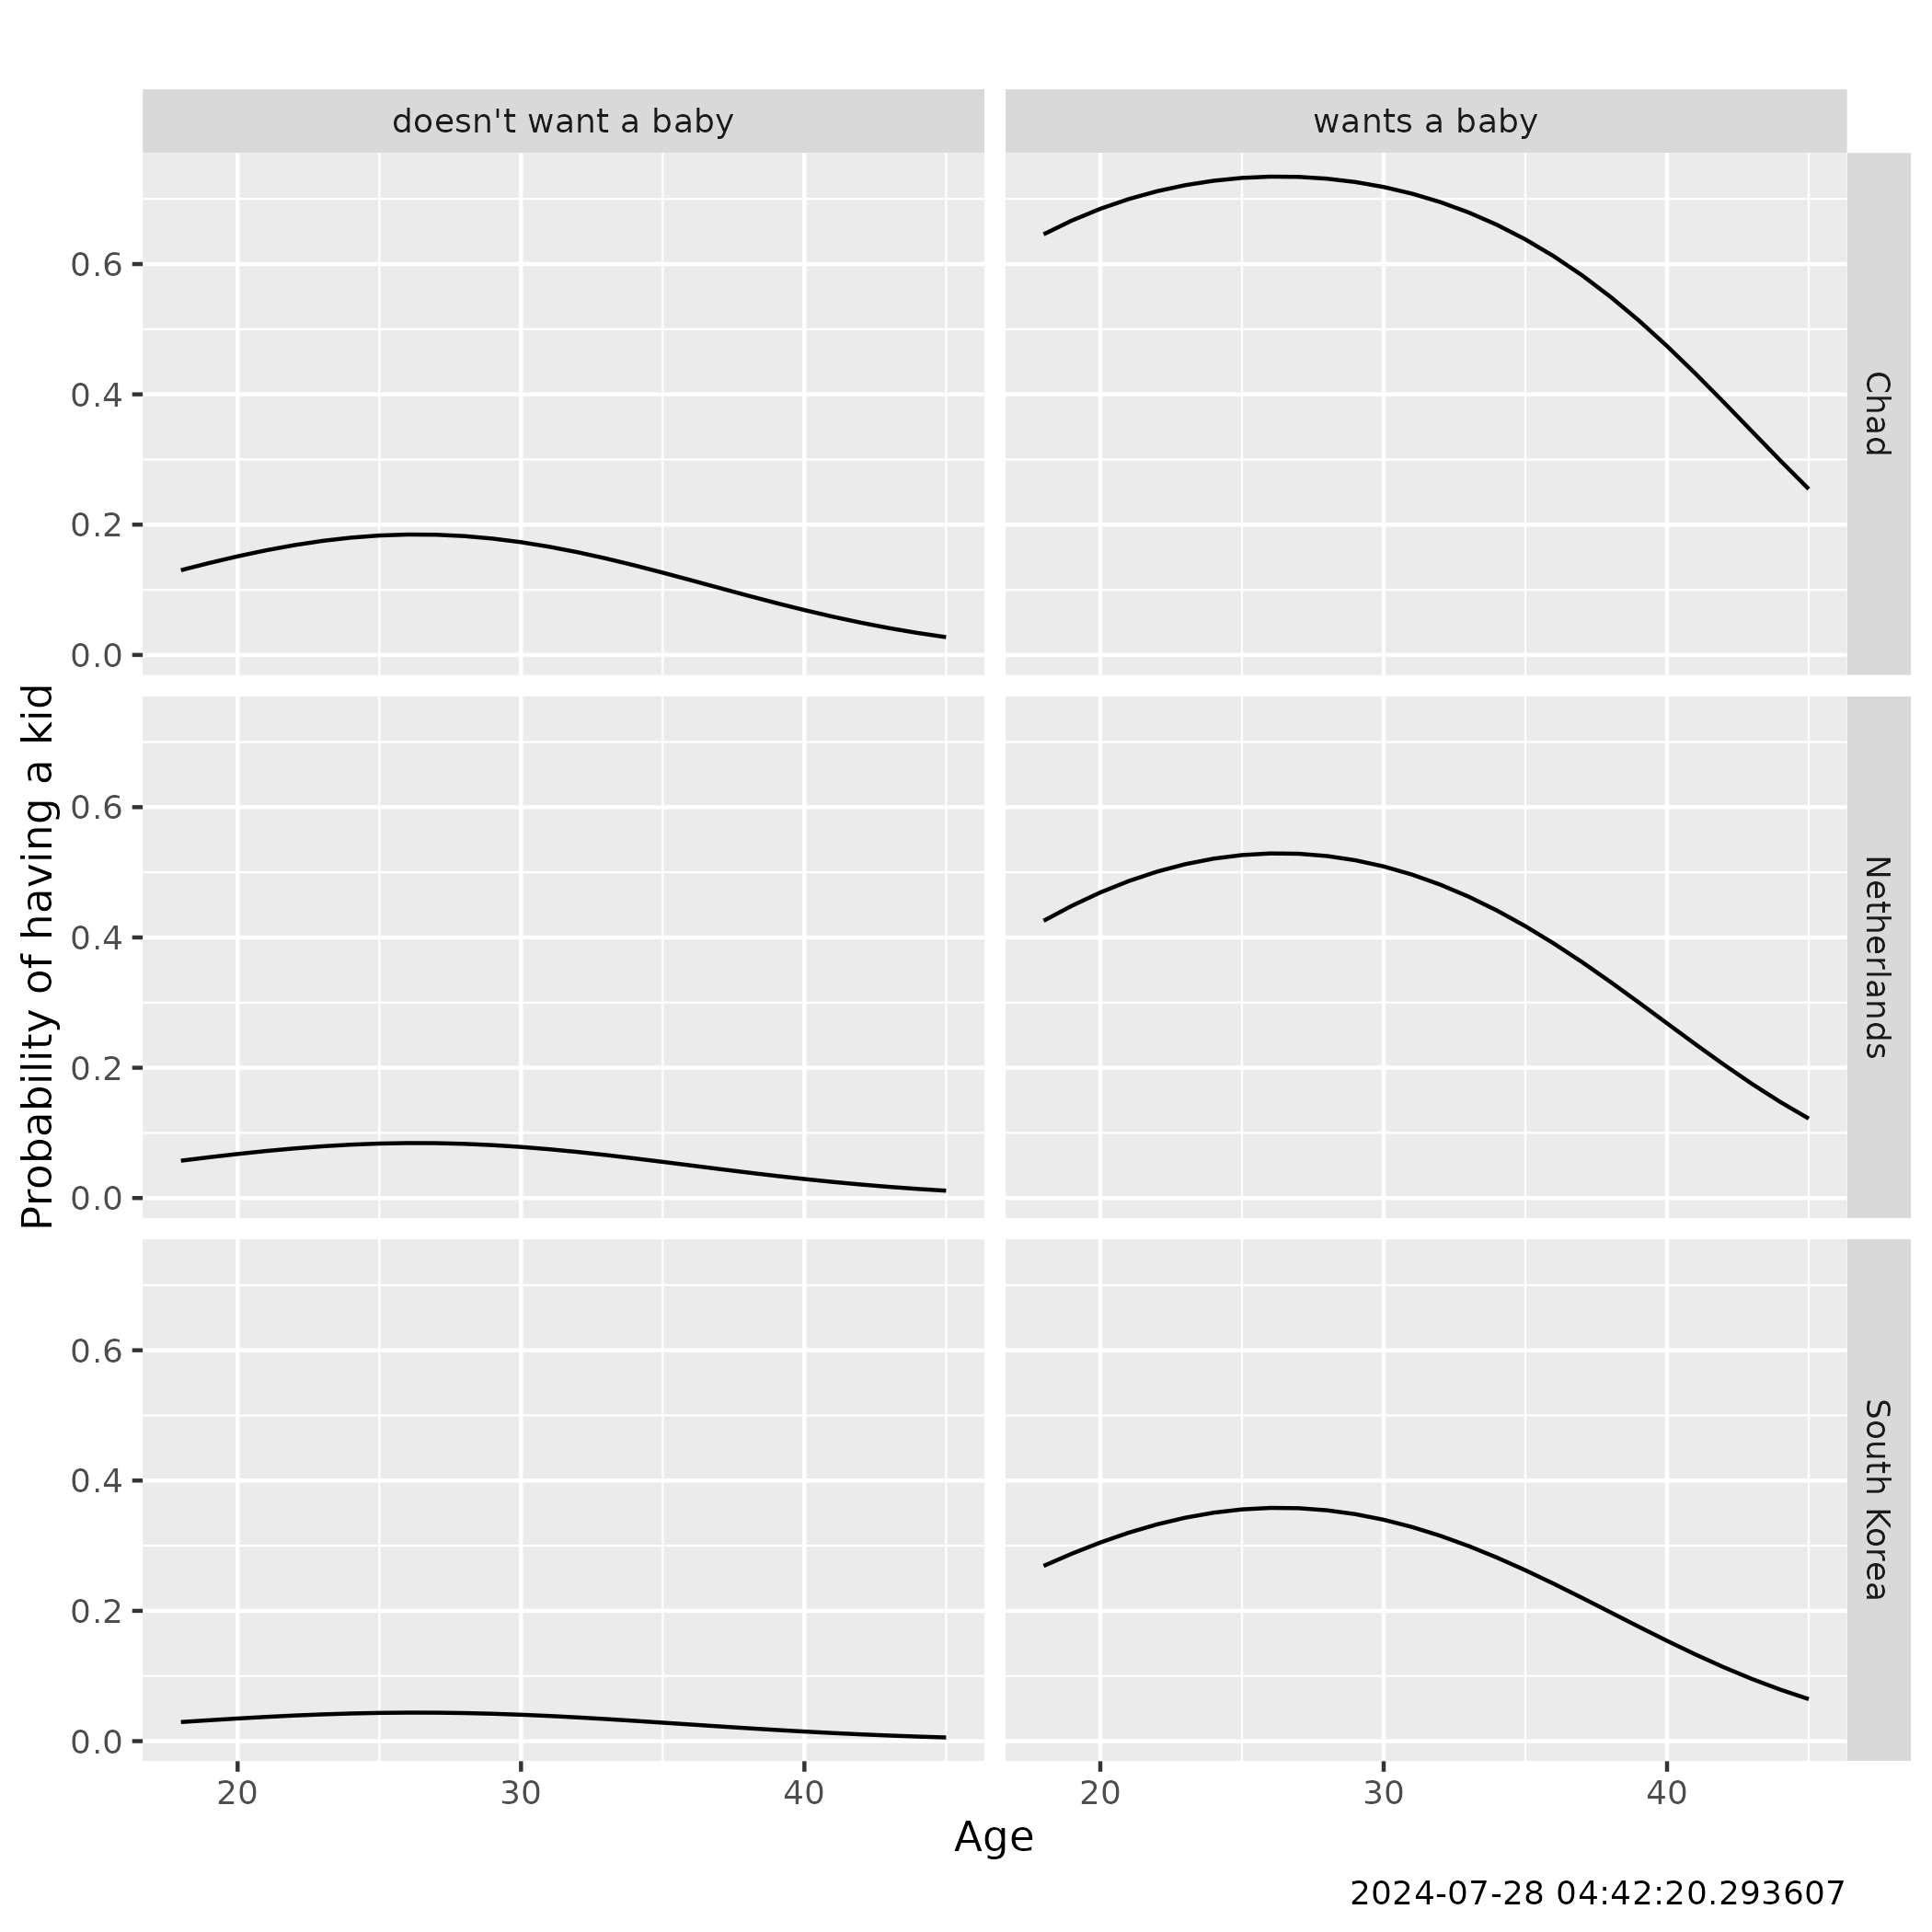 doesn't want a baby
wants a baby
Probability of having a kid
0.6
0.4
0.2
0.0
Chad
0.6
0.4
0.2
0.0
Netherlands
0.6
0.4
0.2
0.0
South Korea
20
30
40
20
30
40
Age
2024-07-28 04:42:20.293607